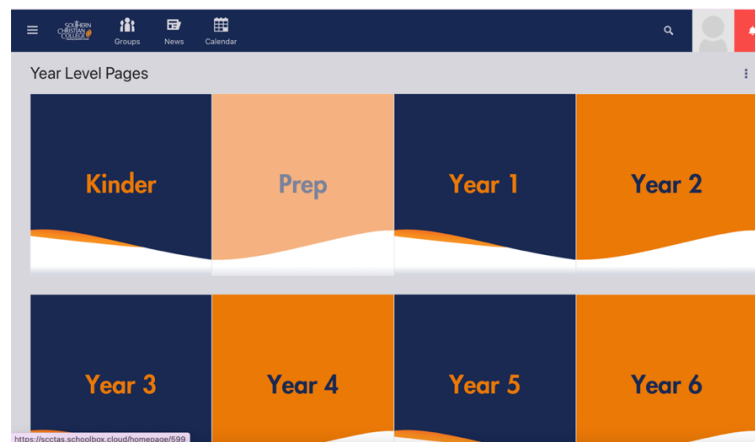 SOUTHERN
CHRISTIAN
COLLEGE
Groups
News
Calendar
Year Level Pages
Kinder
Prep
Year 1
Year 2
Year 3
Year 4
Year 5
Year 6
https://scctas.schoolbox.cloud/homepage/599